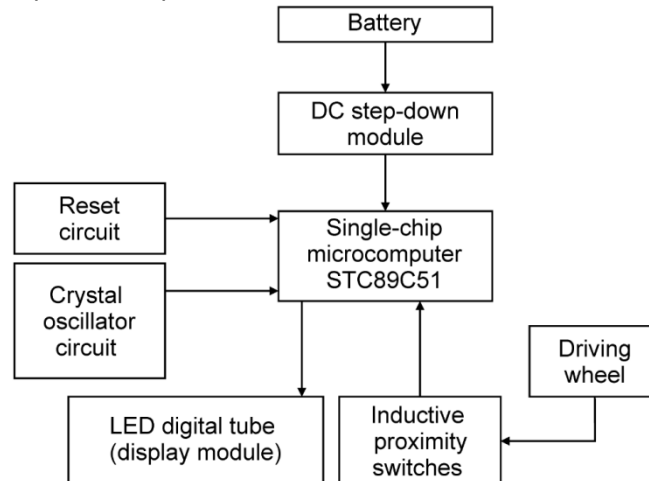 Battery
DC step-down
module
Reset
circuit
Single-chip
microcomputer
STC89C51
Crystal
oscillator
circuit
Driving
wheel
LED digital tube
(display module)
Inductive
proximity
switches